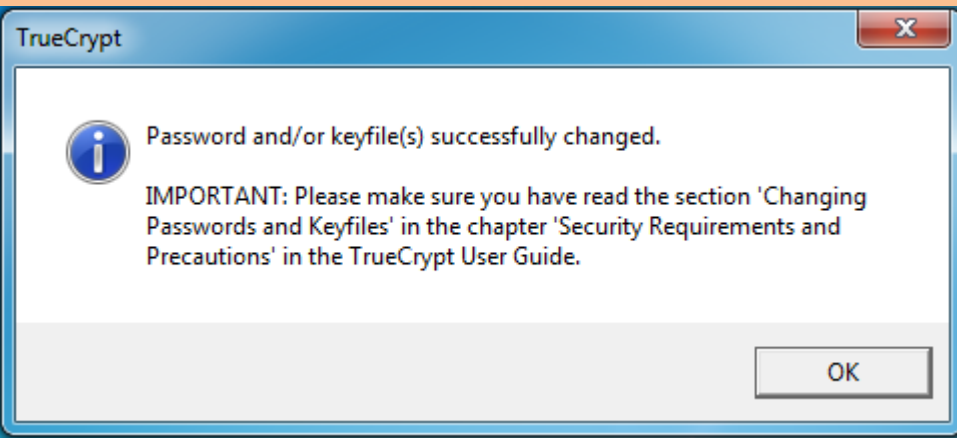 TrueCrypt
Password and/or keyfile(s) successfully changed.
IMPORTANT: Please make sure you have read the section 'Changing
Passwords and Keyfiles' in the chapter 'Security Requirements and
Precautions' in the TrueCrypt User Guide.
OK